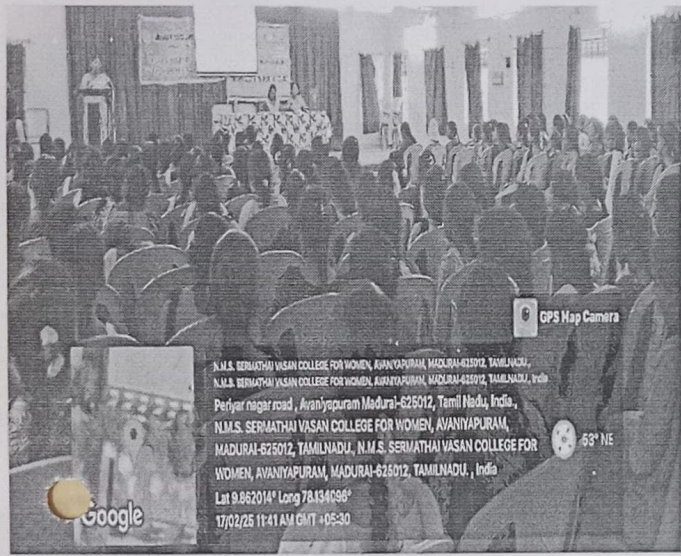 GPS Map Camera
N.M.S. SERMATHAI VASAN COLLEGE FOR WOMEN, AVANIYAPURAM, MADURAI-625012, TAMILNADU.,
N.M.S. SERMATHAI VASAN COLLEGE FOR WOMEN, AVANIYAPURAM, MADURAI-625012, TAMILNADU., India
Periyar nagar road , Avaniyapuram Madurai-625012, Tamil Nadu, India.,
N.M.S. SERMATHAI VASAN COLLEGE FOR WOMEN, AVANIYAPURAM,
MADURAI-625012, TAMILNADU., N.M.S. SERMATHAI VASAN COLLEGE FOR
WOMEN, AVANIYAPURAM, MADURAI-625012, TAMILNADU. , India
53° NE
Lat 9.862014° Long 78.134096°
17/02/25 11:41 AM GMT +05:30
Google